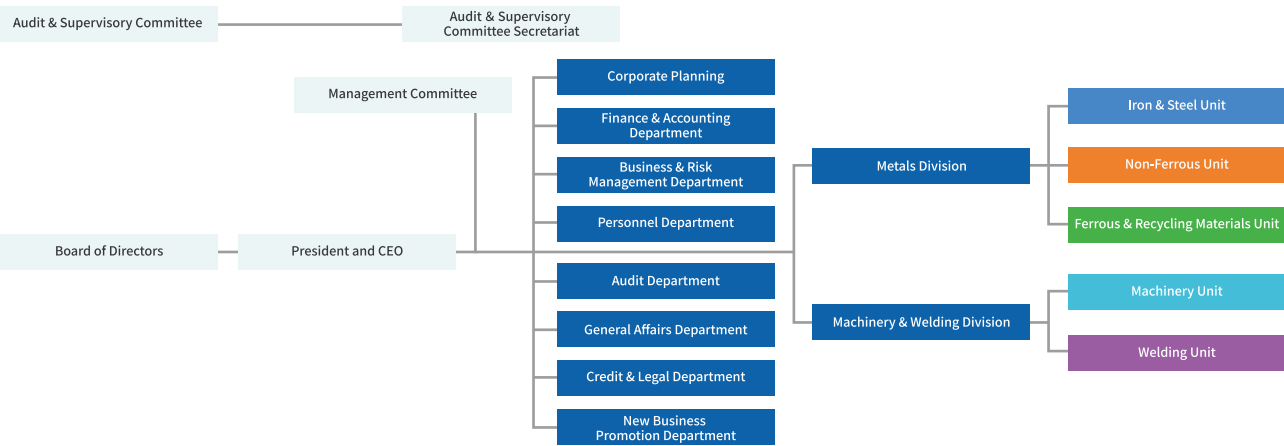 Audit & Supervisory Committee
Audit & Supervisory
Committee Secretariat
Management Committee
Board of Directors
President and CEO
Corporate Planning
Finance & Accounting
Department
Business & Risk
Management Department
Personnel Department
Audit Department
General Affairs Department
Credit & Legal Department
New Business
Promotion Department
Metals Division
Machinery & Welding Division
Iron & Steel Unit
Non-Ferrous Unit
Ferrous & Recycling Materials Unit
Machinery Unit
Welding Unit